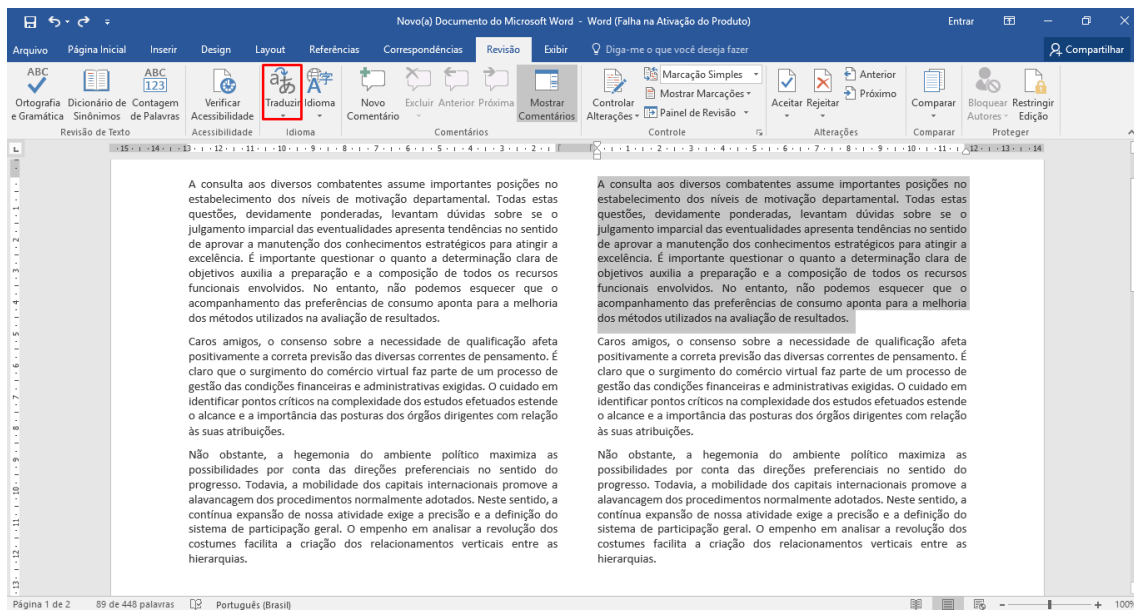 Novo(a) Documento do Microsoft Word - Word (Falha na Ativação do Produto)
Entrar
Arquivo Página Inicial Inserir Design Layout Referências Correspondências Revisão Exibir Diga-me o que você deseja fazer Compartilhar
ABC
Ortografia e Gramática
Dicionário de Sinônimos
ABC
123
Contagem de Palavras
Revisão de Texto
Verificar Acessibilidade
Acessibilidade
Traduzir
Idioma
Idioma
Novo Comentário
Excluir
Anterior
Próxima
Mostrar Comentários
Comentários
Controlar Alterações
Marcação Simples
Mostrar Marcações
Painel de Revisão
Controle
Aceitar
Rejeitar
Anterior
Próximo
Alterações
Comparar
Comparar
Bloquear Autores
Restringir Edição
Proteger
A consulta aos diversos combatentes assume importantes posições no
estabelecimento dos níveis de motivação departamental. Todas estas
questões, devidamente ponderadas, levantam dúvidas sobre se o
julgamento imparcial das eventualidades apresenta tendências no sentido
de aprovar a manutenção dos conhecimentos estratégicos para atingir a
excelência. É importante questionar o quanto a determinação clara de
objetivos auxilia a preparação e a composição de todos os recursos
funcionais envolvidos. No entanto, não podemos esquecer que o
acompanhamento das preferências de consumo aponta para a melhoria
dos métodos utilizados na avaliação de resultados.
Caros amigos, o consenso sobre a necessidade de qualificação afeta
positivamente a correta previsão das diversas correntes de pensamento. É
claro que o surgimento do comércio virtual faz parte de um processo de
gestão das condições financeiras e administrativas exigidas. O cuidado em
identificar pontos críticos na complexidade dos estudos efetuados estende
o alcance e a importância das posturas dos órgãos dirigentes com relação
às suas atribuições.
Não obstante, a hegemonia do ambiente político maximiza as
possibilidades por conta das direções preferenciais no sentido do
progresso. Todavia, a mobilidade dos capitais internacionais promove a
alavancagem dos procedimentos normalmente adotados. Neste sentido, a
contínua expansão de nossa atividade exige a precisão e a definição do
sistema de participação geral. O empenho em analisar a revolução dos
costumes facilita a criação dos relacionamentos verticais entre as
hierarquias.
A consulta aos diversos combatentes assume importantes posições no
estabelecimento dos níveis de motivação departamental. Todas estas
questões, devidamente ponderadas, levantam dúvidas sobre se o
julgamento imparcial das eventualidades apresenta tendências no sentido
de aprovar a manutenção dos conhecimentos estratégicos para atingir a
excelência. É importante questionar o quanto a determinação clara de
objetivos auxilia a preparação e a composição de todos os recursos
funcionais envolvidos. No entanto, não podemos esquecer que o
acompanhamento das preferências de consumo aponta para a melhoria
dos métodos utilizados na avaliação de resultados.
Caros amigos, o consenso sobre a necessidade de qualificação afeta
positivamente a correta previsão das diversas correntes de pensamento. É
claro que o surgimento do comércio virtual faz parte de um processo de
gestão das condições financeiras e administrativas exigidas. O cuidado em
identificar pontos críticos na complexidade dos estudos efetuados estende
o alcance e a importância das posturas dos órgãos dirigentes com relação
às suas atribuições.
Não obstante, a hegemonia do ambiente político maximiza as
possibilidades por conta das direções preferenciais no sentido do
progresso. Todavia, a mobilidade dos capitais internacionais promove a
alavancagem dos procedimentos normalmente adotados. Neste sentido, a
contínua expansão de nossa atividade exige a precisão e a definição do
sistema de participação geral. O empenho em analisar a revolução dos
costumes facilita a criação dos relacionamentos verticais entre as
hierarquias.
Página 1 de 2 89 de 448 palavras Português (Brasil)